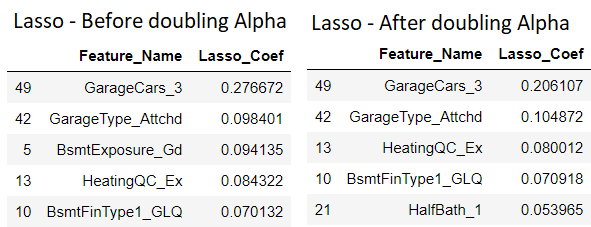 Lasso - Before doubling Alpha
Feature_Name Lasso_Coef
49 GarageCars_3 0.276672
42 GarageType_Attchd 0.098401
5 BsmtExposure_Gd 0.094135
13 HeatingQC_Ex 0.084322
10 BsmtFinType1_GLQ 0.070132
Lasso - After doubling Alpha
Feature_Name Lasso_Coef
49 GarageCars_3 0.206107
42 GarageType_Attchd 0.104872
13 HeatingQC_Ex 0.080012
10 BsmtFinType1_GLQ 0.070918
21 HalfBath_1 0.053965